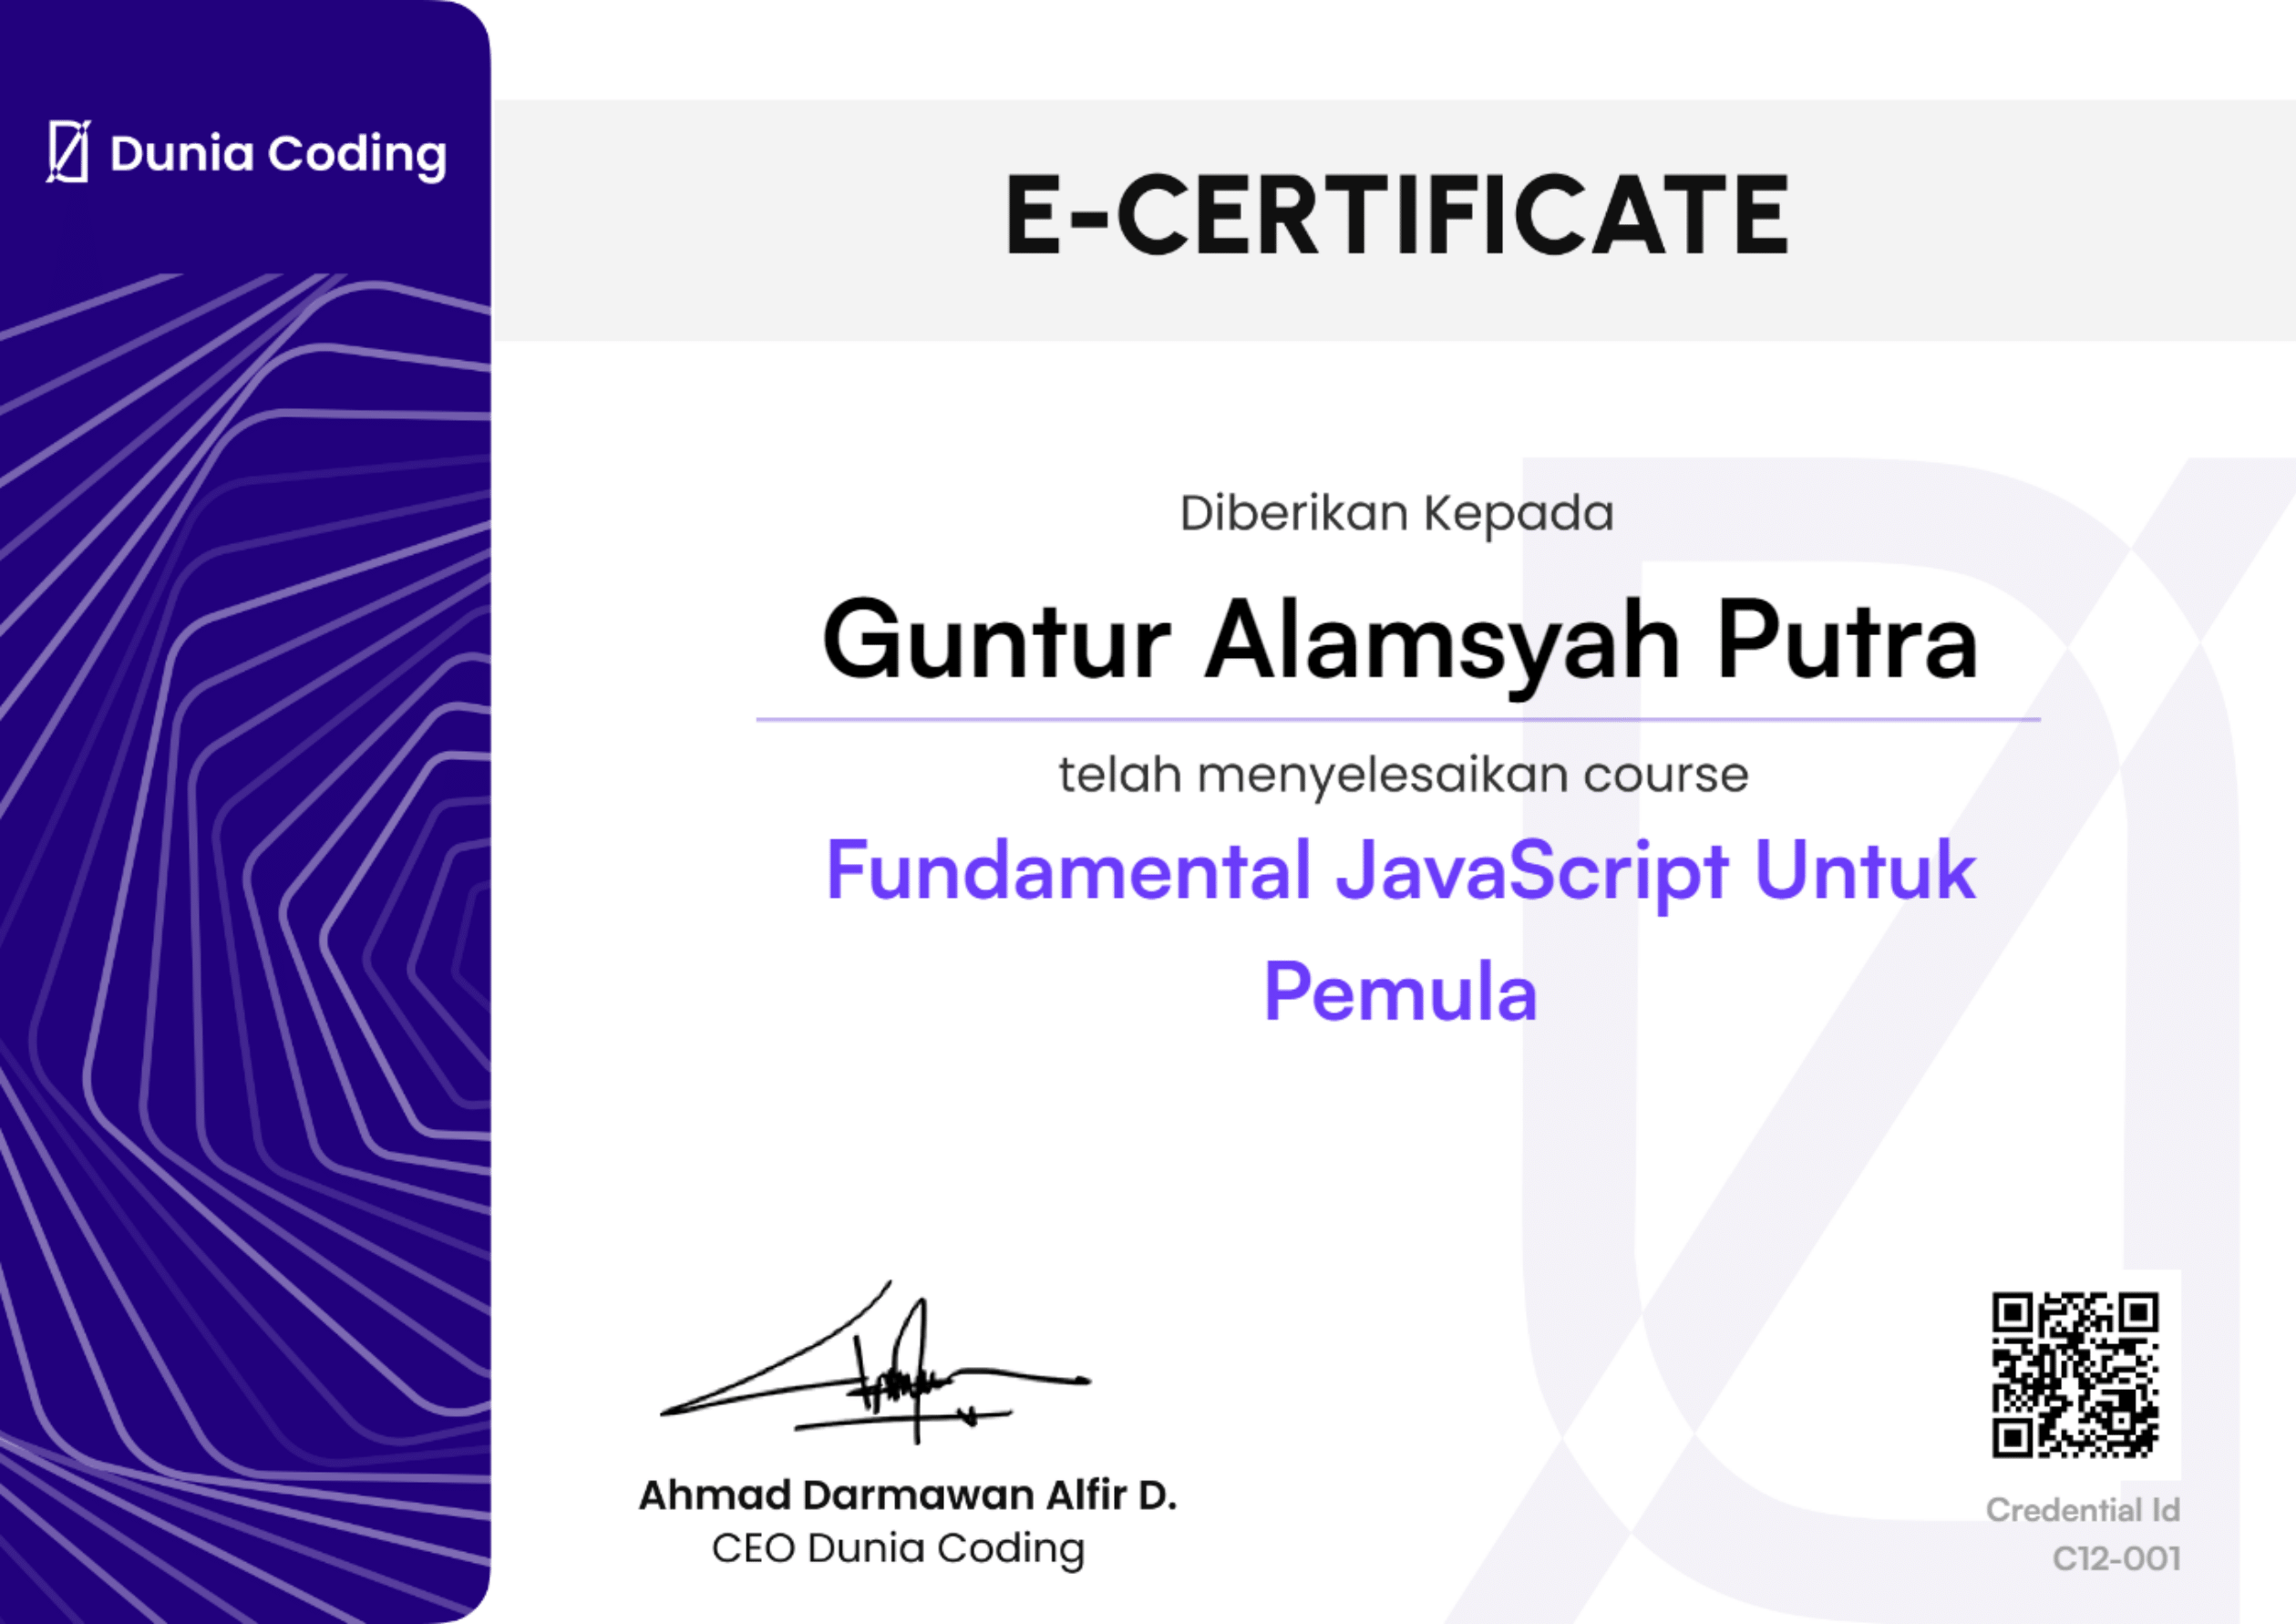 Dunia Coding
E-CERTIFICATE
Diberikan Kepada
Guntur Alamsyah Putra
telah menyelesaikan course
Fundamental JavaScript Untuk
Pemula
Ahmad Darmawan Alfir D.
CEO Dunia Coding
Credential Id
C12-001